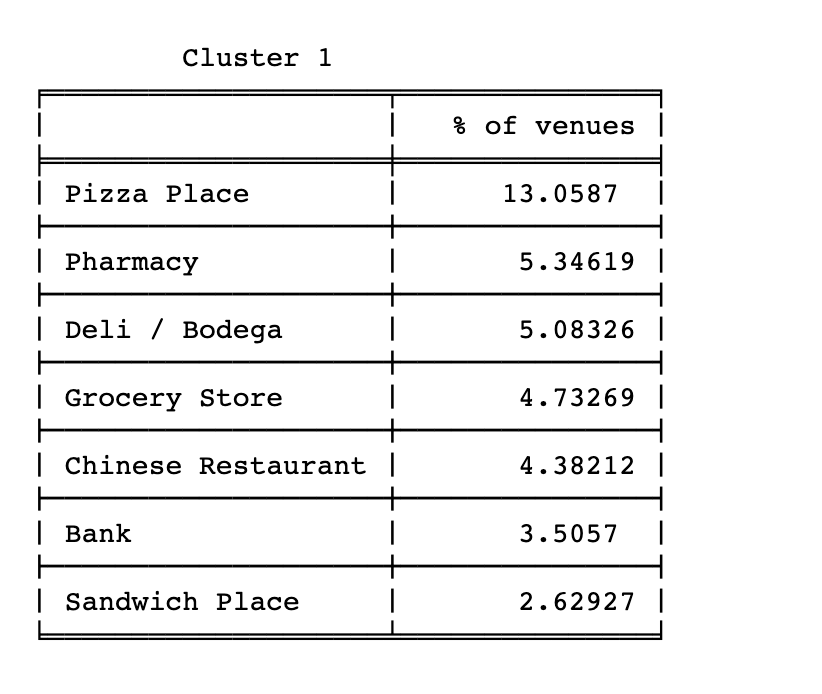 Cluster 1
% of venues
Pizza Place 13.0587
Pharmacy 5.34619
Deli / Bodega 5.08326
Grocery Store 4.73269
Chinese Restaurant 4.38212
Bank 3.5057
Sandwich Place 2.62927